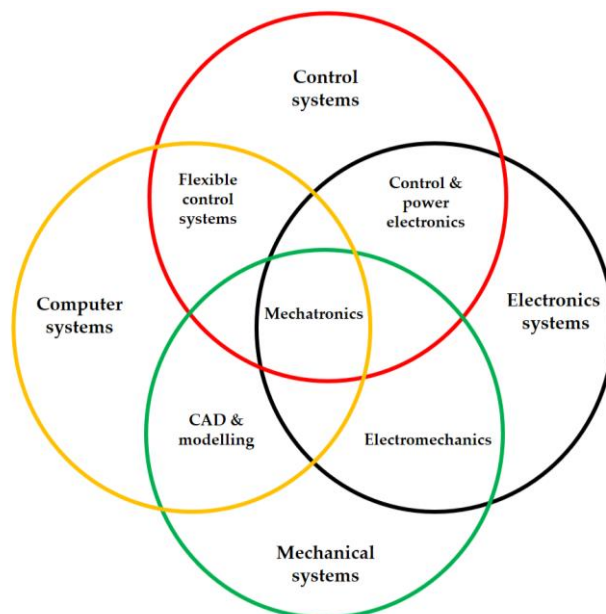 Control
systems
Flexible
control
systems
Control &
power
electronics
Computer
systems
Mechatronics
Electronics
systems
CAD &
modelling
Electromechanics
Mechanical
systems